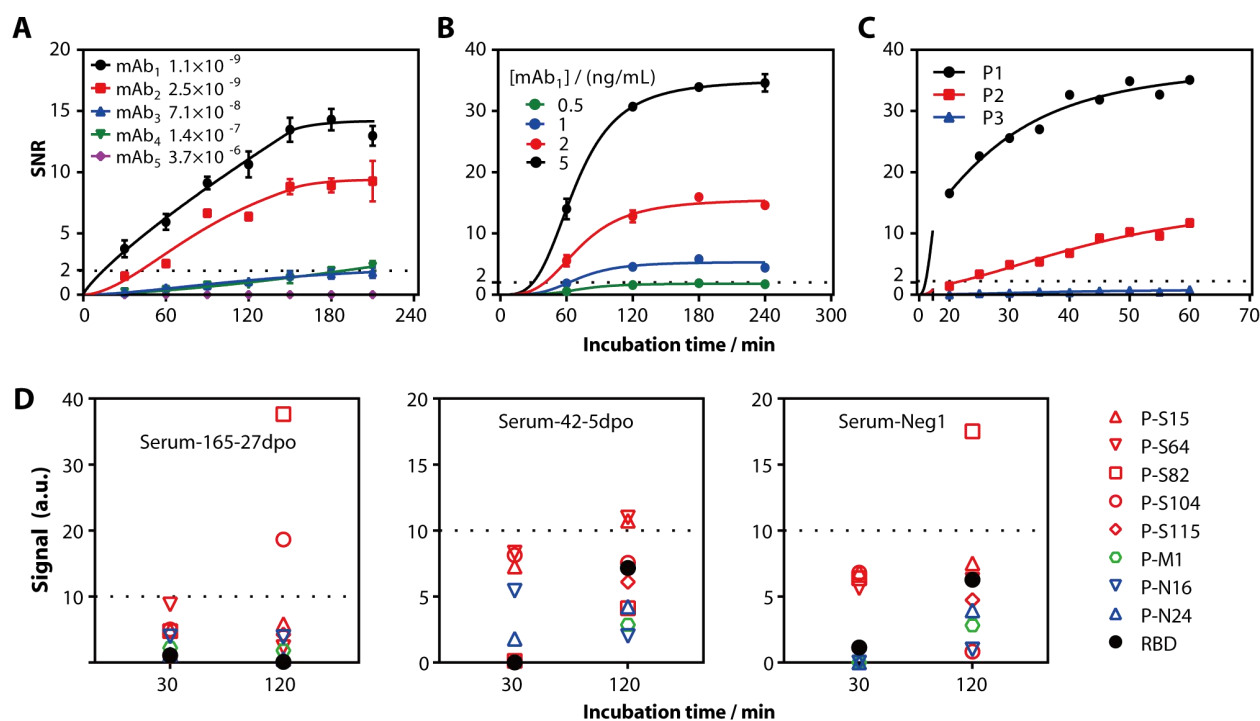 A
B
C
20
15
10
5
2
0
SNR
mAb₁ 1.1×10 ⁻⁹
mAb₂ 2.5×10 ⁻⁹
mAb₃ 7.1×10 ⁻⁸
mAb₄ 1.4×10 ⁻⁷
mAb₅ 3.7×10 ⁻⁶
0 60 120 180 240
40
30
20
10
2
0
[mAb₁] / (ng/mL)
0.5
1
2
5
0 60 120 180 240 300
40
30
20
10
2
0
P1
P2
P3
0 20 30 40 50 60 70
Incubation time / min
D
40
30
20
10
Signal (a.u.)
Serum-165-27dpo
30 120
20
15
10
5
0
Serum-42-5dpo
30 120
20
15
10
5
0
Serum-Neg1
30 120
Incubation time / min
P-S15
P-S64
P-S82
P-S104
P-S115
P-M1
P-N16
P-N24
RBD